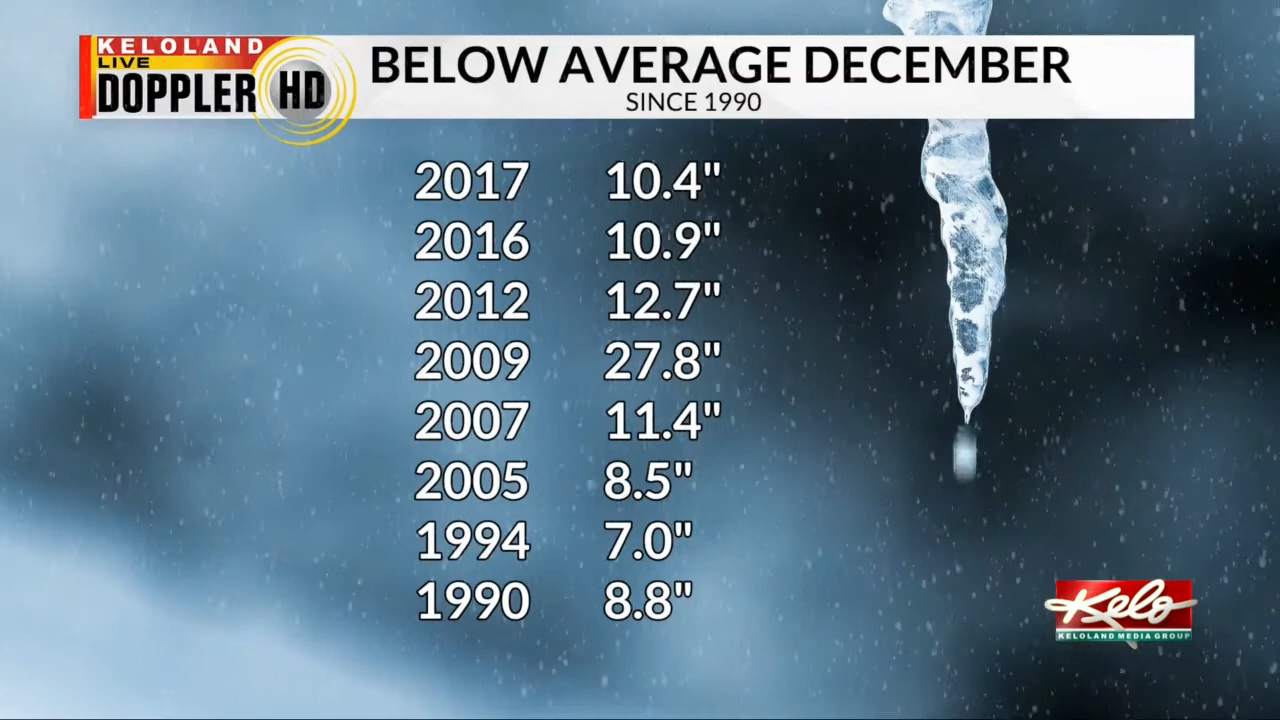 KELOLAND
LIVE
DOPPLER HD
BELOW AVERAGE DECEMBER
SINCE 1990
2017 10.4"
2016 10.9"
2012 12.7"
2009 27.8"
2007 11.4"
2005 8.5"
1994 7.0"
1990 8.8"
Kelo
KELOLAND MEDIA GROUP